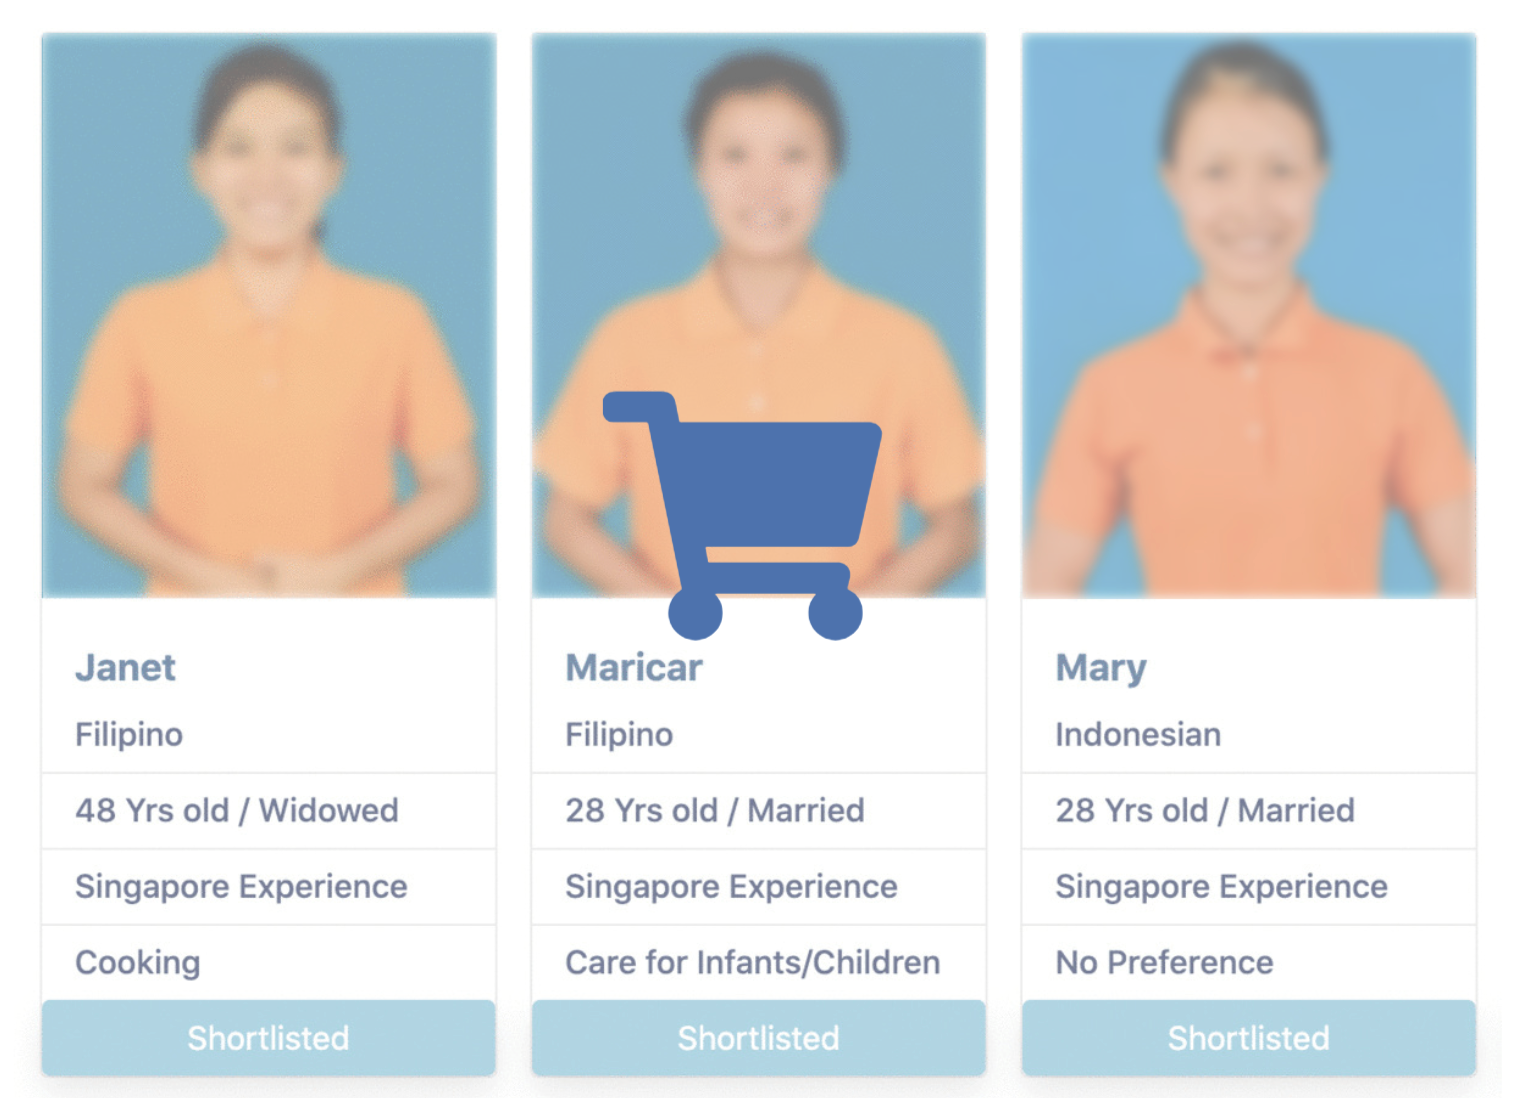 Janet
Filipino
48 Yrs old / Widowed
Singapore Experience
Cooking
Shortlisted
Maricar
Filipino
28 Yrs old / Married
Singapore Experience
Care for Infants/Children
Shortlisted
Mary
Indonesian
28 Yrs old / Married
Singapore Experience
No Preference
Shortlisted